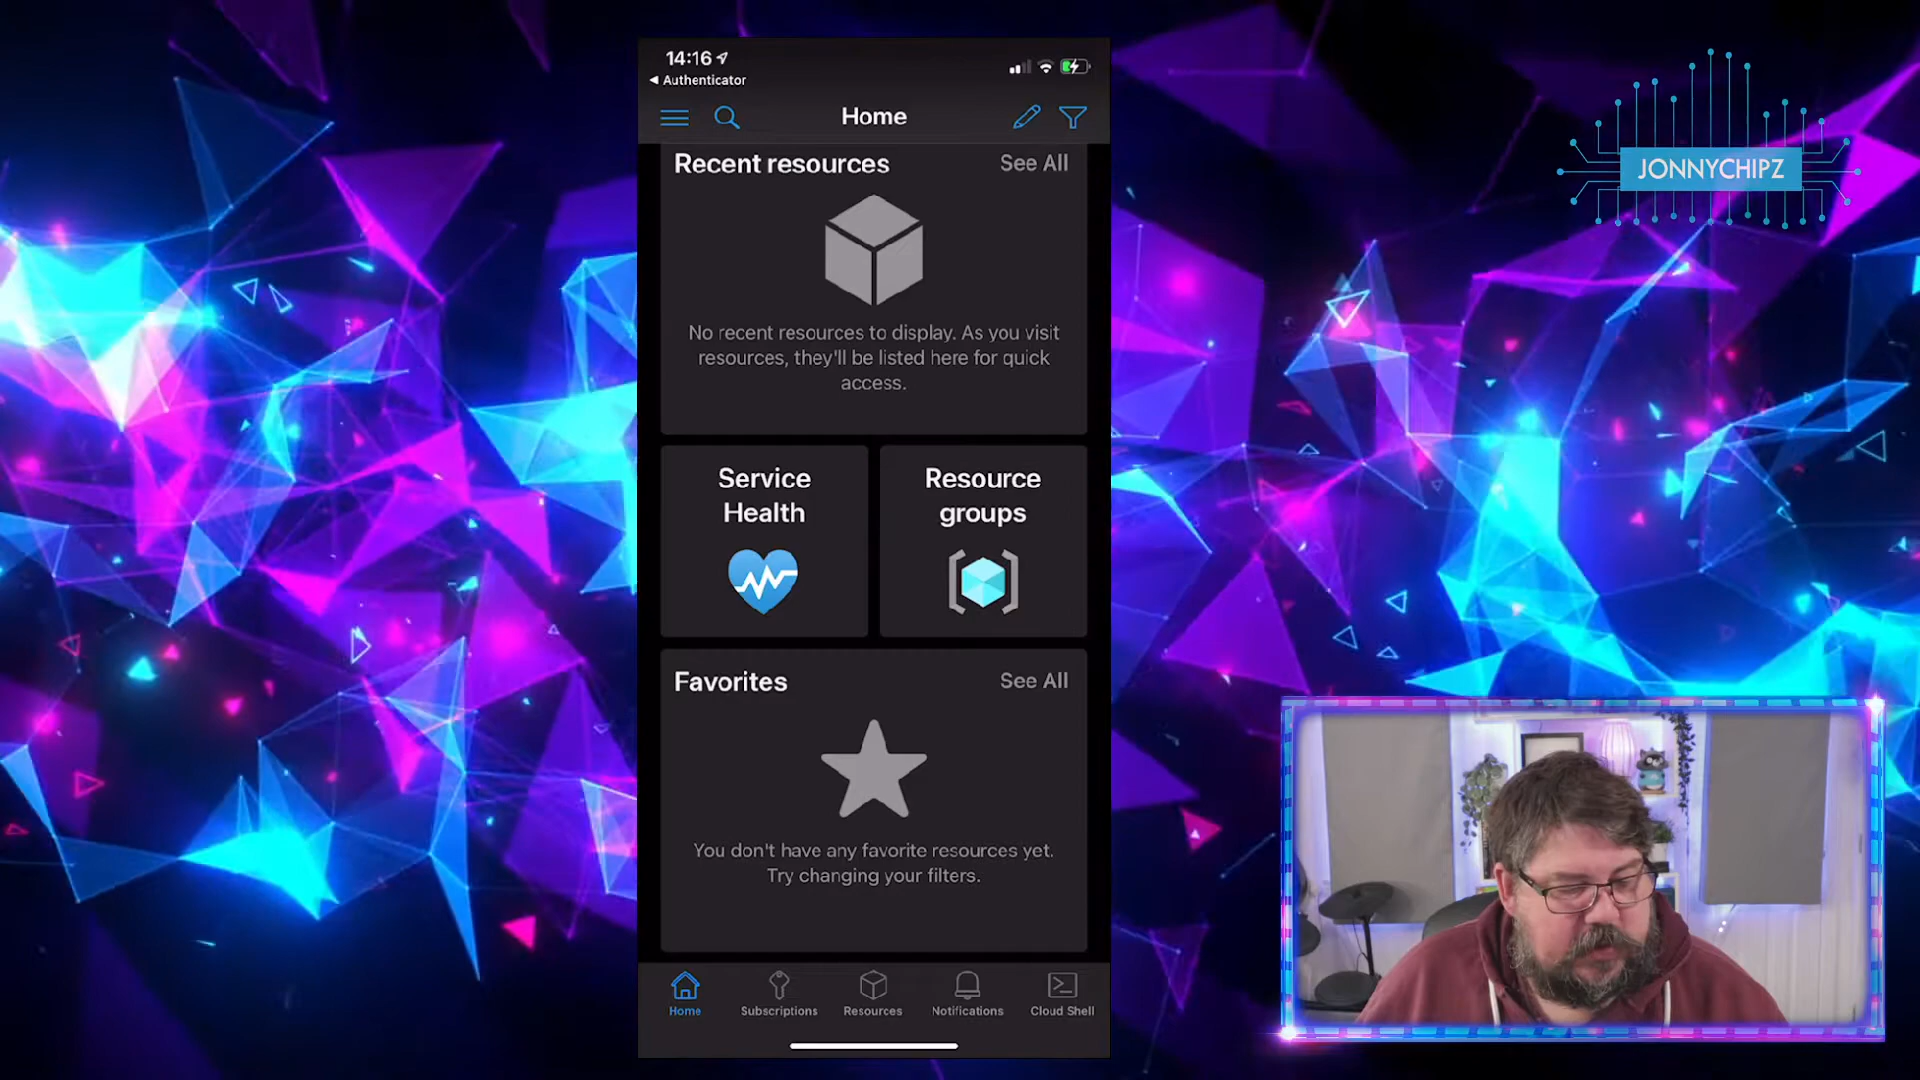 14:16
Authenticator
Home
Recent resources
See All
No recent resources to display. As you visit
resources, they'll be listed here for quick
access.
Service
Health
Resource
groups
Favorites
See All
You don't have any favorite resources yet.
Try changing your filters.
Home
Subscriptions
Resources
Notifications
Cloud Shell
JONNYCHIPZ